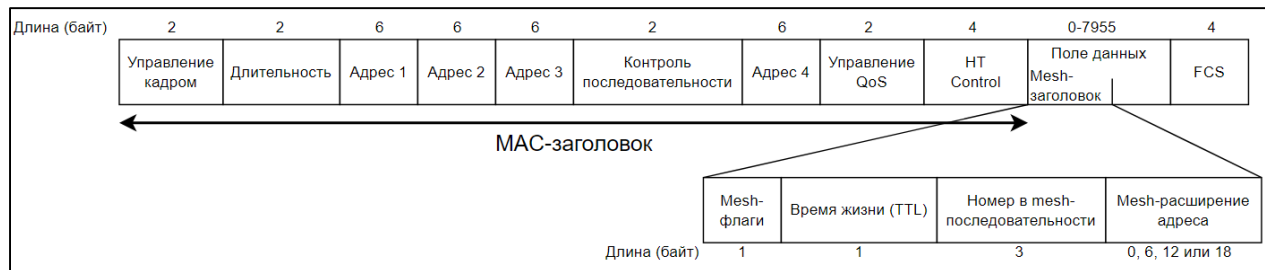 Длина (байт) 2 2 6 6 6 2 6 2 4 0-7955 4
Управление кадром Длительность Адрес 1 Адрес 2 Адрес 3 Контроль последовательности Адрес 4 Управление QoS HT Control Поле данных Mesh-заголовок FCS
MAC-заголовок
Mesh-флаги Время жизни (TTL) Номер в mesh-последовательности Mesh-расширение адреса
Длина (байт) 1 1 3 0, 6, 12 или 18